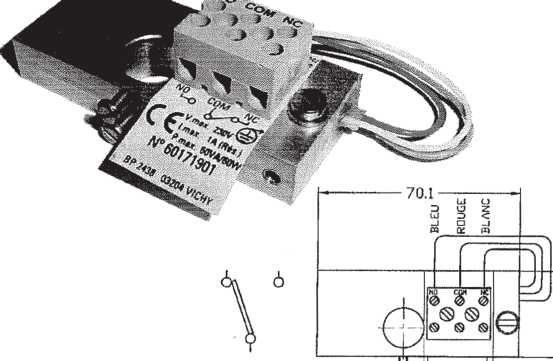 NO COM NC
NO COM NC
CE
V.max. 230V
I.max. 1A (Rés.)
P.max. 50VA/60W
N° 60171901
BP 2438 03204 VICHY
70.1
BLEU
ROUGE
BLANC
NO COM NC